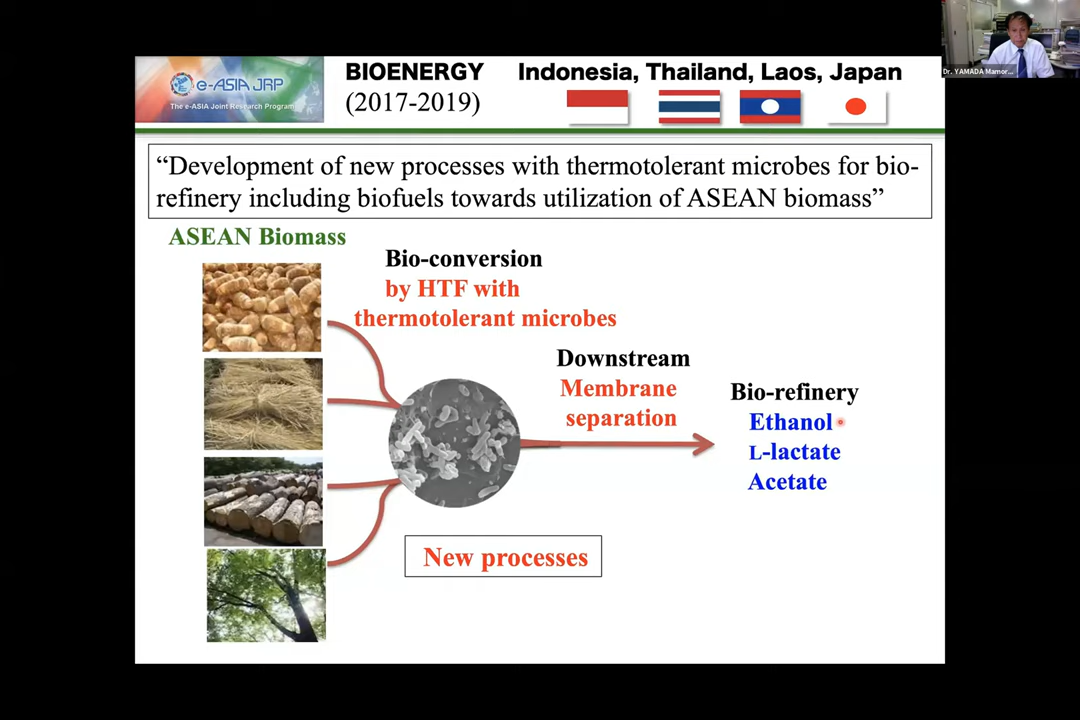 Dr. YAMADA Mamor...
e-ASIA JRP
The e-ASIA Joint Research Program
BIOENERGY
(2017-2019)
Indonesia, Thailand, Laos, Japan
“Development of new processes with thermotolerant microbes for bio-
refinery including biofuels towards utilization of ASEAN biomass”
ASEAN Biomass
Bio-conversion
by HTF with
thermotolerant microbes
Downstream
Membrane
separation
Bio-refinery
Ethanol
L-lactate
Acetate
New processes